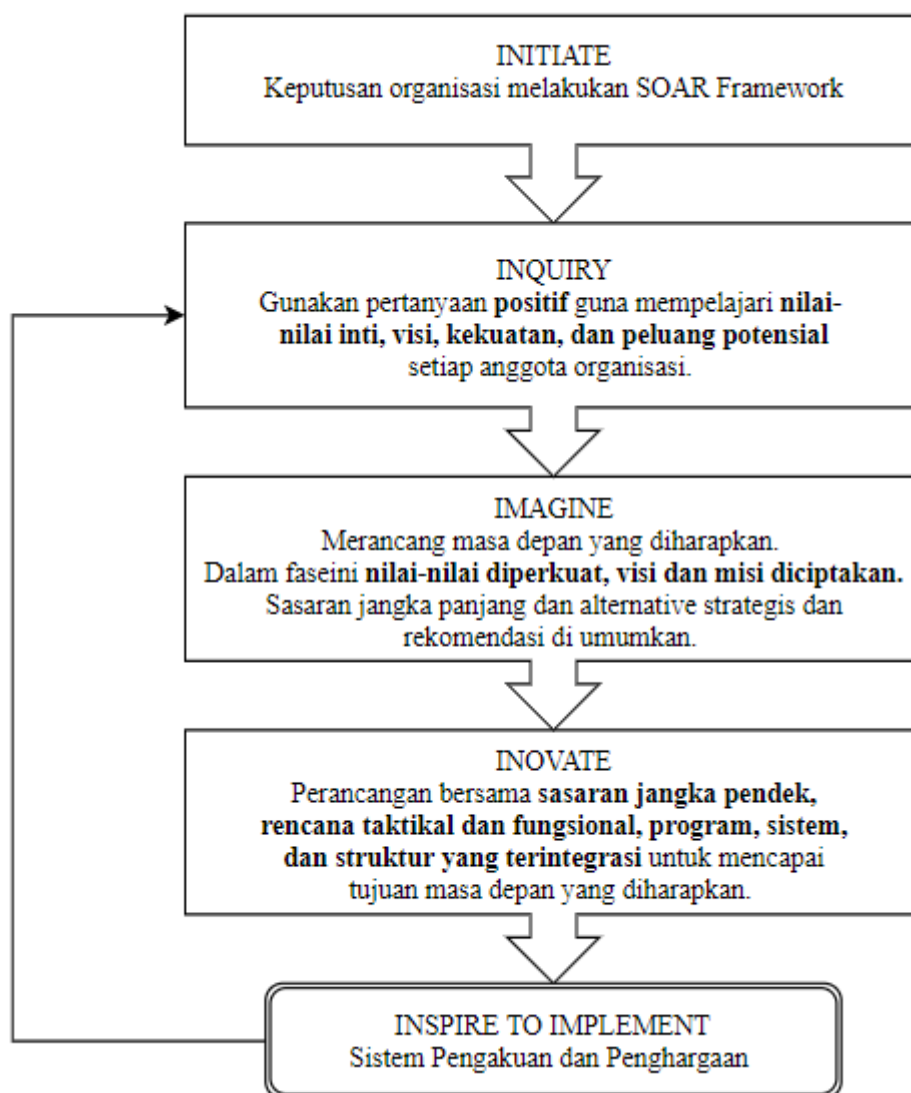 INITIATE
Keputusan organisasi melakukan SOAR Framework
INQUIRY
Gunakan pertanyaan positif guna mempelajari nilai-
nilai inti, visi, kekuatan, dan peluang potensial
setiap anggota organisasi.
IMAGINE
Merancang masa depan yang diharapkan.
Dalam faseini nilai-nilai diperkuat, visi dan misi diciptakan.
Sasaran jangka panjang dan alternative strategis dan
rekomendasi di umumkan.
INOVATE
Perancangan bersama sasaran jangka pendek,
rencana taktikal dan fungsional, program, sistem,
dan struktur yang terintegrasi untuk mencapai
tujuan masa depan yang diharapkan.
INSPIRE TO IMPLEMENT
Sistem Pengakuan dan Penghargaan